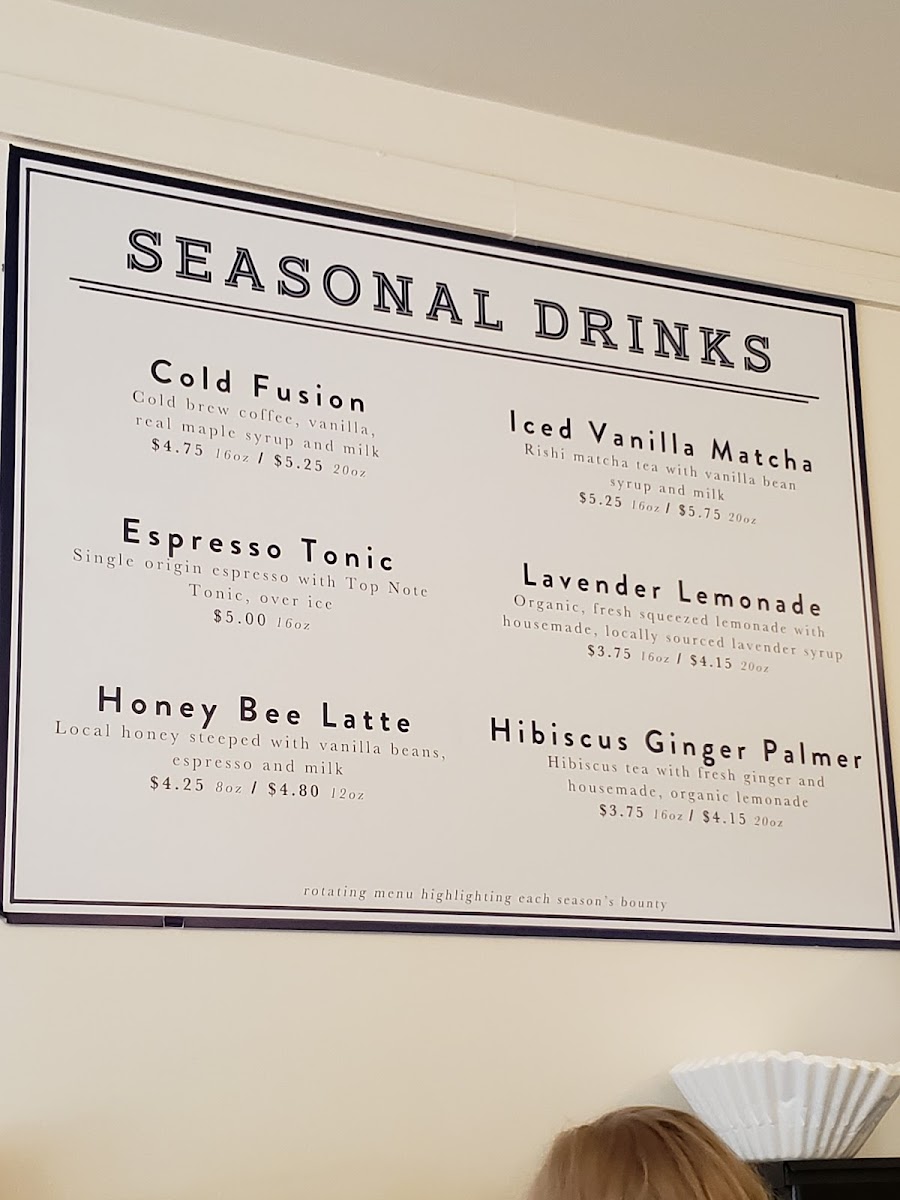 SEASONAL DRINKS
Cold Fusion
Cold brew coffee, vanilla,
real maple syrup and milk
$4.75 16oz / $5.25 20oz
Espresso Tonic
Single origin espresso with Top Note
Tonic, over ice
$5.00 16oz
Honey Bee Latte
Local honey steeped with vanilla beans,
espresso and milk
$4.25 8oz / $4.80 12oz
Iced Vanilla Matcha
Rishi matcha tea with vanilla bean
syrup and milk
$5.25 16oz / $5.75 20oz
Lavender Lemonade
Organic, fresh squeezed lemonade with
housemade, locally sourced lavender syrup
$3.75 16oz / $4.15 20oz
Hibiscus Ginger Palmer
Hibiscus tea with fresh ginger and
housemade, organic lemonade
$3.75 16oz / $4.15 20oz
rotating menu highlighting each season's bounty